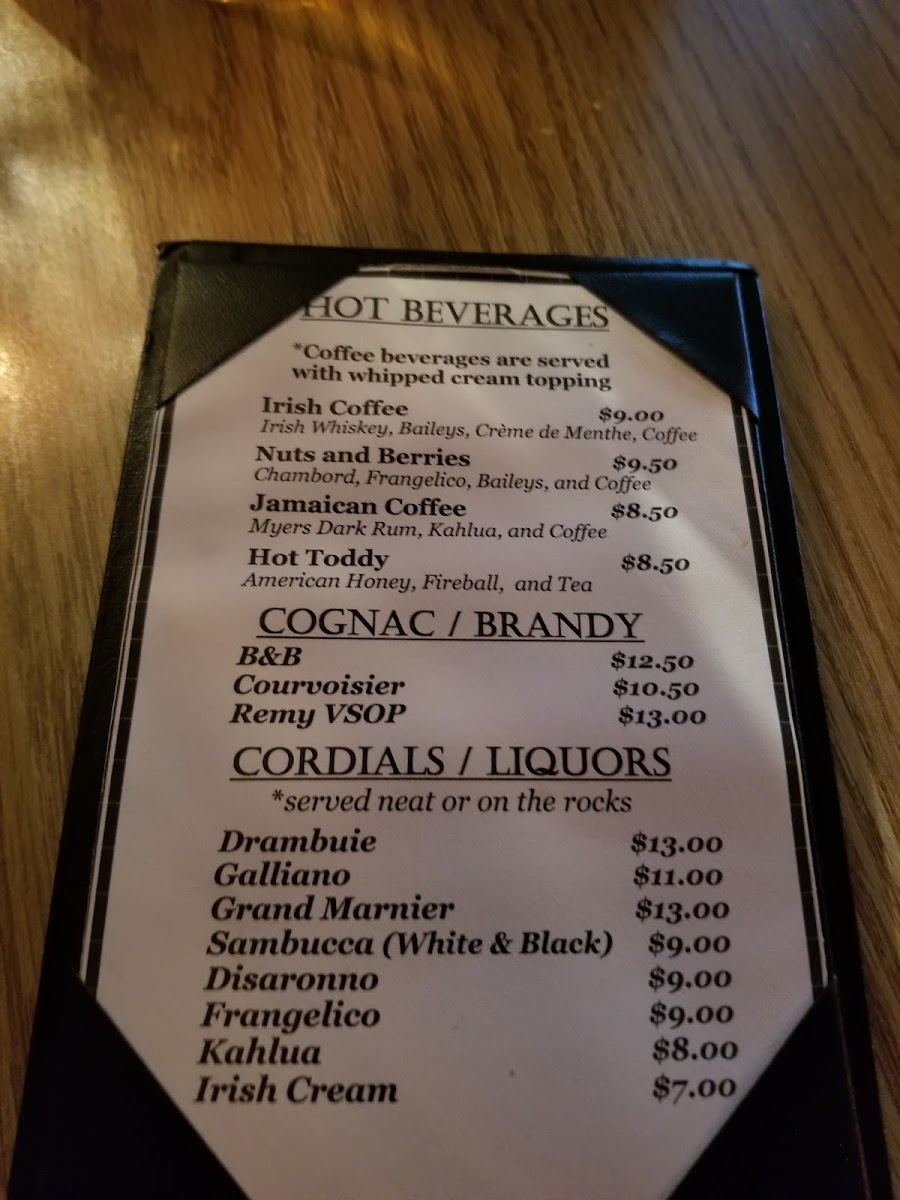 HOT BEVERAGES
*Coffee beverages are served
with whipped cream topping
Irish Coffee $9.00
Irish Whiskey, Baileys, Crème de Menthe, Coffee
Nuts and Berries $9.50
Chambord, Frangelico, Baileys, and Coffee
Jamaican Coffee $8.50
Myers Dark Rum, Kahlua, and Coffee
Hot Toddy $8.50
American Honey, Fireball, and Tea
COGNAC / BRANDY
B&B $12.50
Courvoisier $10.50
Remy VSOP $13.00
CORDIALS / LIQUORS
*served neat or on the rocks
Drambuie $13.00
Galliano $11.00
Grand Marnier $13.00
Sambucca (White & Black) $9.00
Disaronno $9.00
Frangelico $9.00
Kahlua $8.00
Irish Cream $7.00